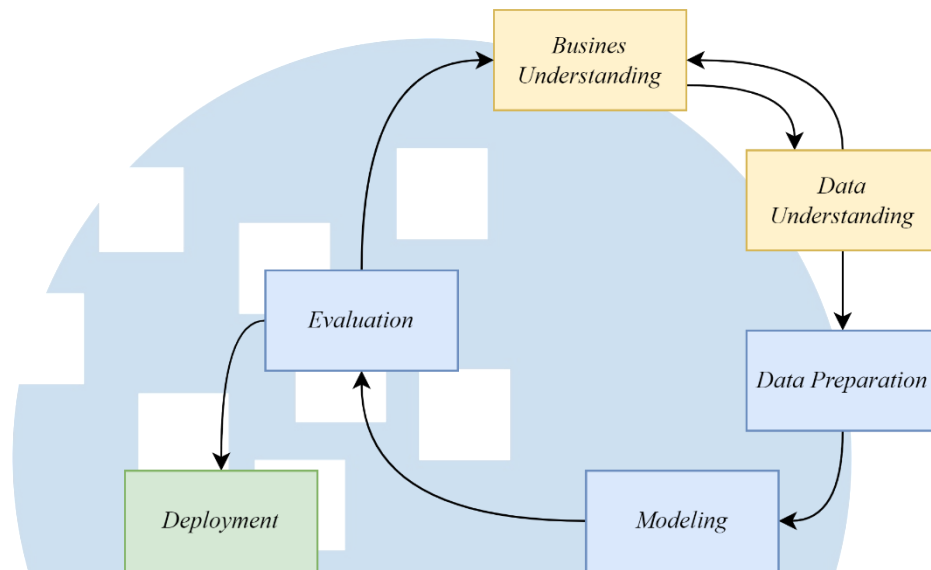 Busines
Understanding
Data
Understanding
Evaluation
Data Preparation
Deployment
Modeling